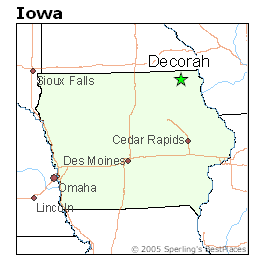 Iowa
Decorah
Sioux Falls
Cedar Rapids
Des Moines
Omaha
Lincoln
© 2005 Sperling's BestPlaces